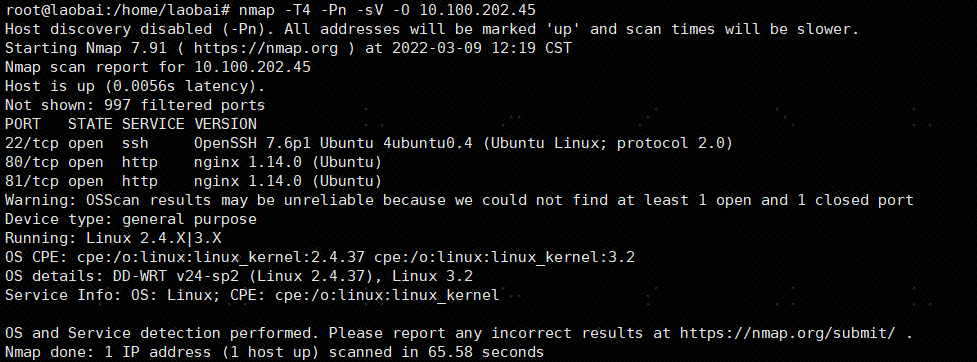 root@laobai:/home/laobai# nmap -T4 -Pn -sV -O 10.100.202.45
Host discovery disabled (-Pn). All addresses will be marked 'up' and scan times will be slower.
Starting Nmap 7.91 ( https://nmap.org ) at 2022-03-09 12:19 CST
Nmap scan report for 10.100.202.45
Host is up (0.0056s latency).
Not shown: 997 filtered ports
PORT   STATE SERVICE VERSION
22/tcp open  ssh     OpenSSH 7.6p1 Ubuntu 4ubuntu0.4 (Ubuntu Linux; protocol 2.0)
80/tcp open  http    nginx 1.14.0 (Ubuntu)
81/tcp open  http    nginx 1.14.0 (Ubuntu)
Warning: OSScan results may be unreliable because we could not find at least 1 open and 1 closed port
Device type: general purpose
Running: Linux 2.4.X|3.X
OS CPE: cpe:/o:linux:linux_kernel:2.4.37 cpe:/o:linux:linux_kernel:3.2
OS details: DD-WRT v24-sp2 (Linux 2.4.37), Linux 3.2
Service Info: OS: Linux; CPE: cpe:/o:linux:linux_kernel

OS and Service detection performed. Please report any incorrect results at https://nmap.org/submit/ .
Nmap done: 1 IP address (1 host up) scanned in 65.58 seconds